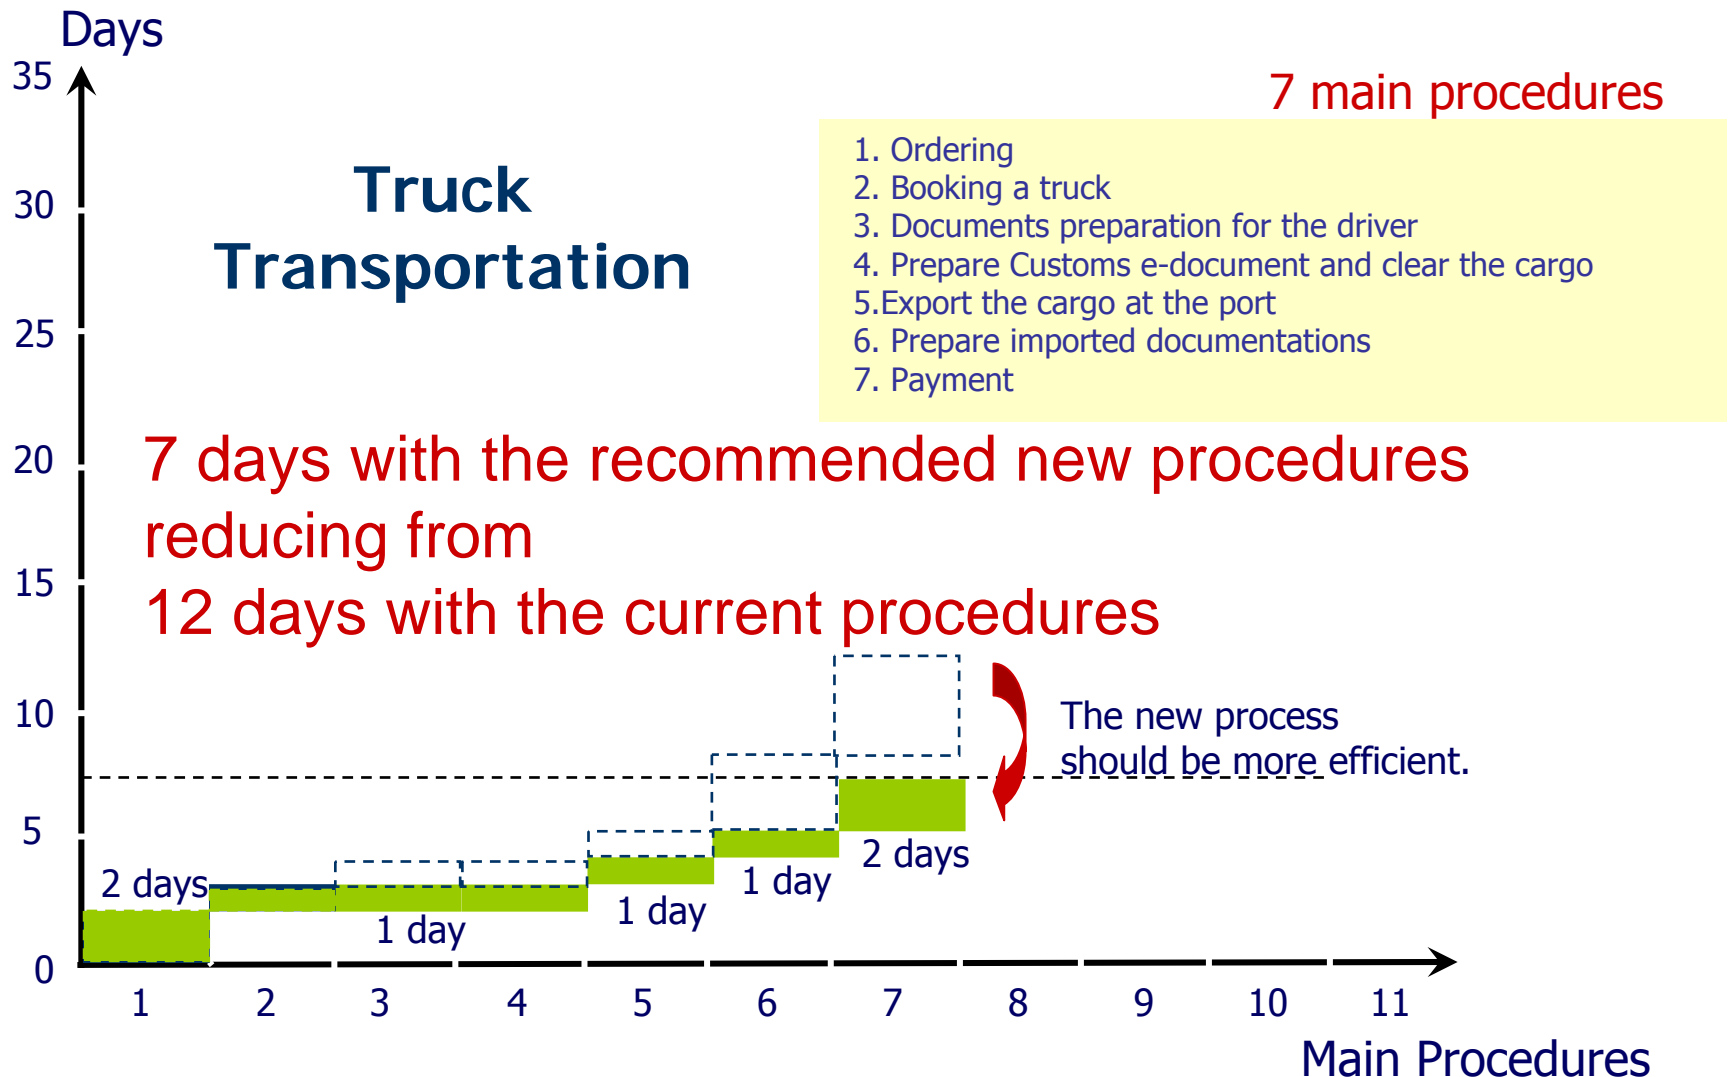 Days
35
7 main procedures
1. Ordering
2. Booking a truck
3. Documents preparation for the driver
4. Prepare Customs e-document and clear the cargo
5.Export the cargo at the port
6. Prepare imported documentations
7. Payment
Truck
Transportation
30
25
20
7 days with the recommended new procedures
reducing from
12 days with the current procedures
15
10
The new process
should be more efficient.
5
2 days
1 day
1 day
1 day
2 days
0
1 2 3 4 5 6 7 8 9 10 11
Main Procedures